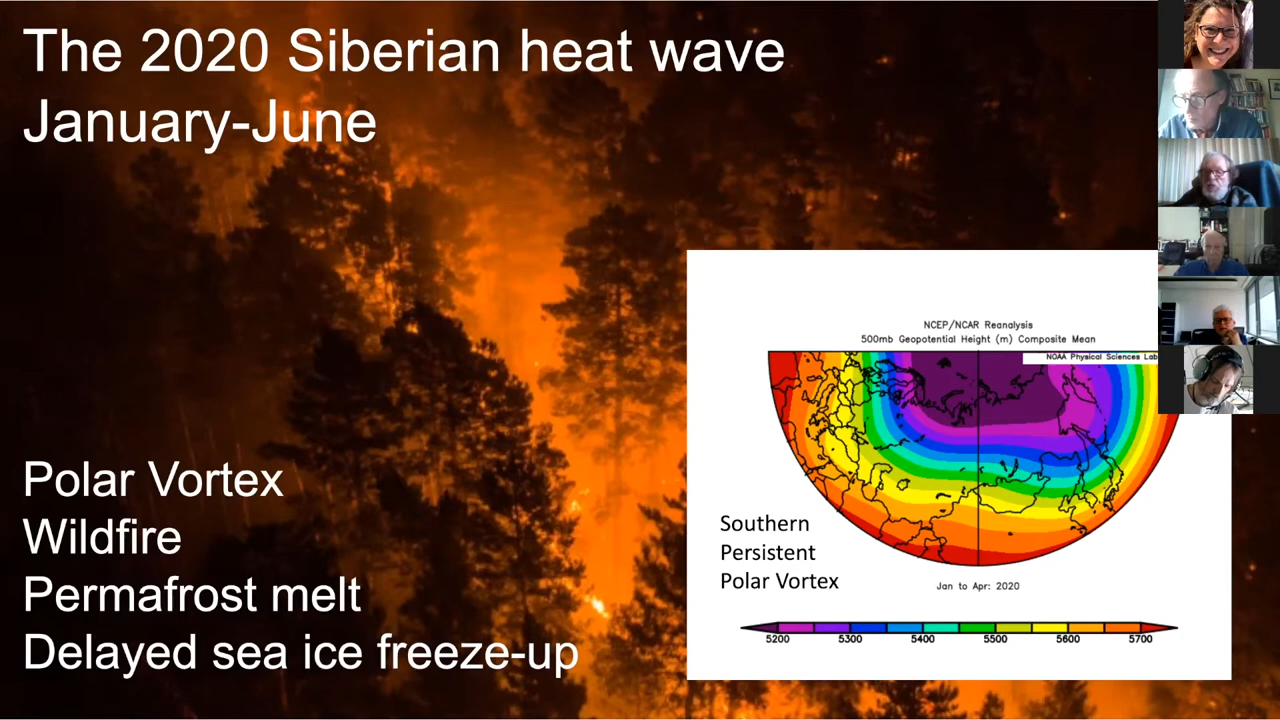 The 2020 Siberian heat wave
January-June
NCEP/NCAR Reanalysis
500mb Geopotential Height (m) Composite Mean
NOAA Physical Sciences Lab
Polar Vortex
Wildfire
Permafrost melt
Delayed sea ice freeze-up
Southern
Persistent
Polar Vortex
Jan to Apr: 2020
5200 5300 5400 5500 5600 5700